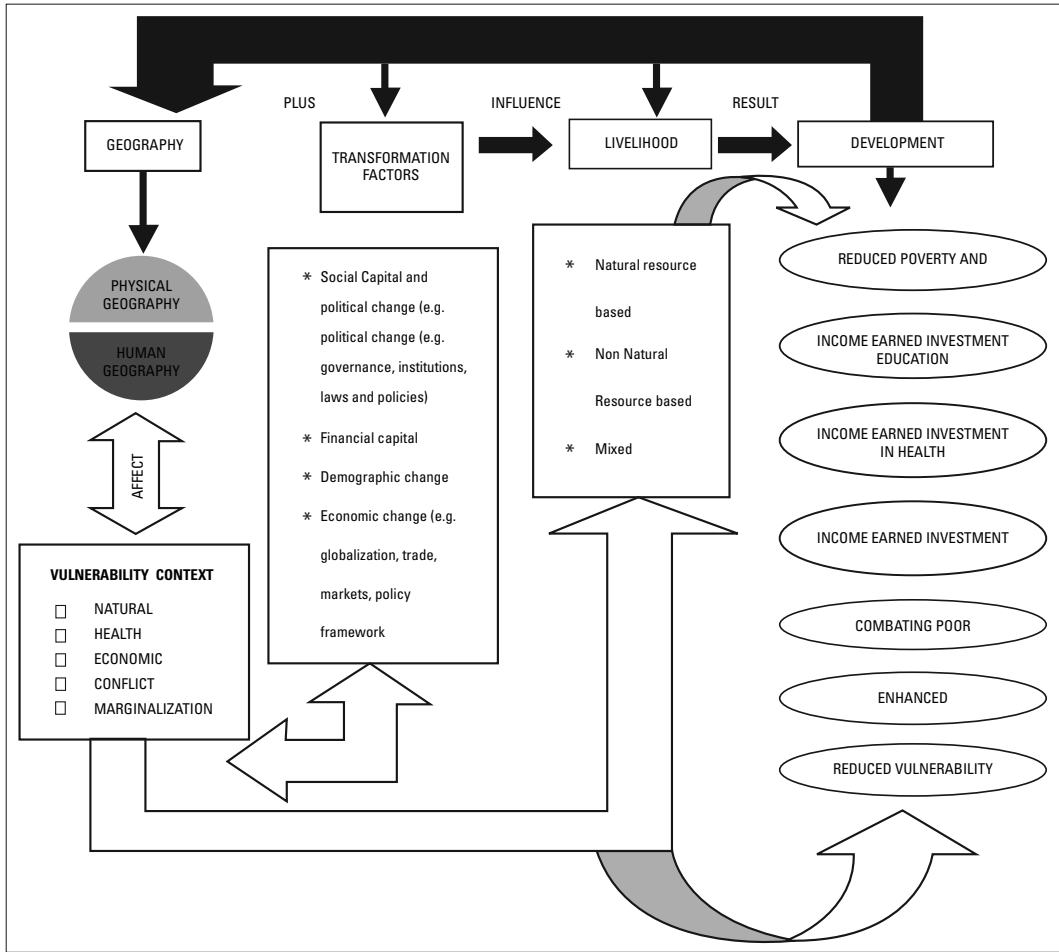 PLUS
INFLUENCE
RESULT
GEOGRAPHY
TRANSFORMATION
FACTORS
LIVELIHOOD
DEVELOPMENT
PHYSICAL
GEOGRAPHY
HUMAN
GEOGRAPHY
AFFECT
VULNERABILITY CONTEXT
NATURAL
HEALTH
ECONOMIC
CONFLICT
MARGINALIZATION
* Social Capital and
political change (e.g.
political change (e.g.
governance, institutions,
laws and policies)
* Financial capital
* Demographic change
* Economic change (e.g.
globalization, trade,
markets, policy
framework
* Natural resource
based
* Non Natural
Resource based
* Mixed
REDUCED POVERTY AND
INCOME EARNED INVESTMENT
EDUCATION
INCOME EARNED INVESTMENT
IN HEALTH
INCOME EARNED INVESTMENT
COMBATING POOR
ENHANCED
REDUCED VULNERABILITY